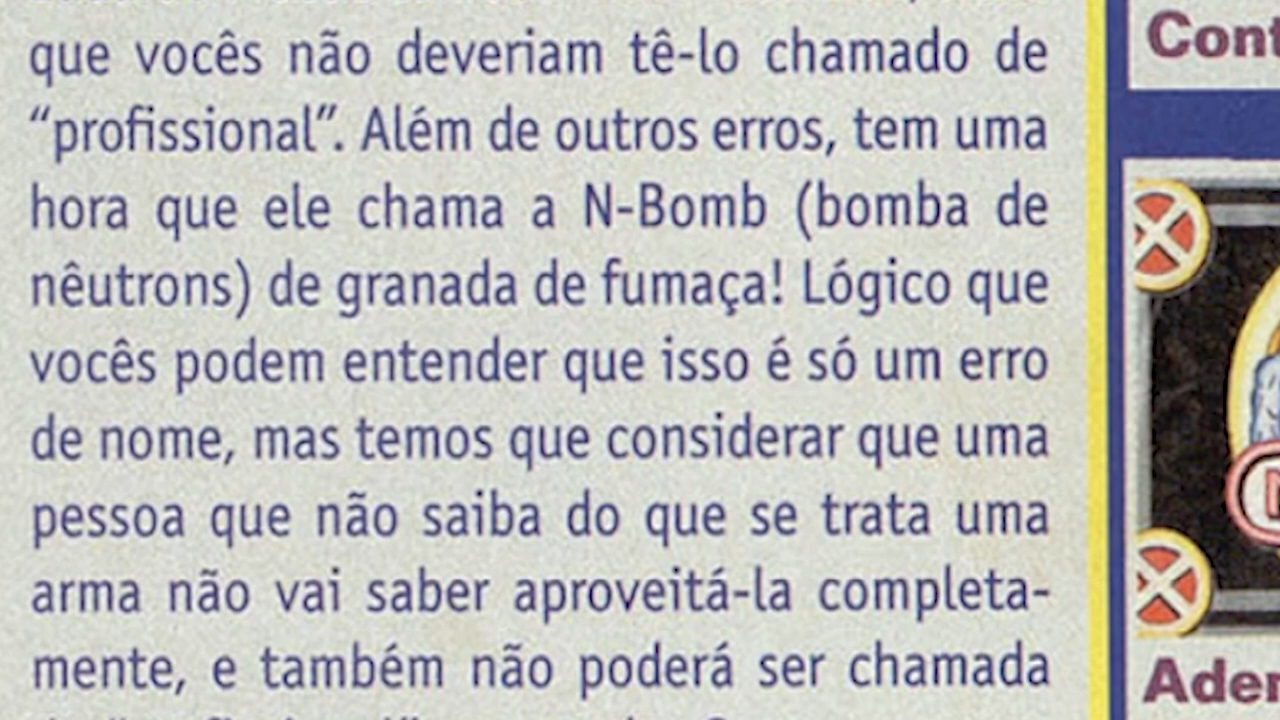 que vocês não deveriam tê-lo chamado de
“profissional”. Além de outros erros, tem uma
hora que ele chama a N-Bomb (bomba de
nêutrons) de granada de fumaça! Lógico que
vocês podem entender que isso é só um erro
de nome, mas temos que considerar que uma
pessoa que não saiba do que se trata uma
arma não vai saber aproveitá-la completa-
mente, e também não poderá ser chamada